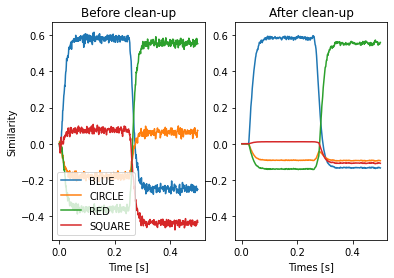 Before clean-up
After clean-up
Similarity
0.6
0.4
0.2
0.0
−0.2
−0.4
0.6
0.4
0.2
0.0
−0.2
−0.4
BLUE
CIRCLE
RED
SQUARE
0.0
0.2
0.4
0.0
0.2
0.4
Time [s]
Times [s]